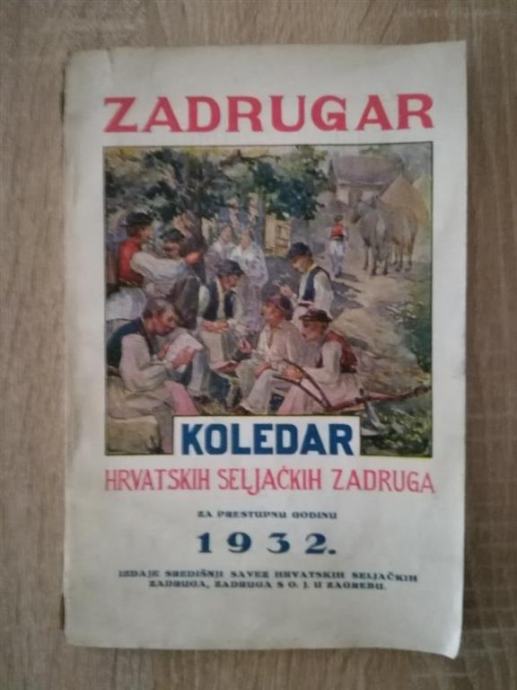 ZADRUGAR
KOLEDAR
HRVATSKIH SELJAČKIH ZADRUGA
ZA PRESTUPNU GODINU
1932.
IZDAJE SREDIŠNJI SAVEZ HRVATSKIH SELJAČKIH
ZADRUGA, ZADRUGA S O. J. U ZAGREBU.